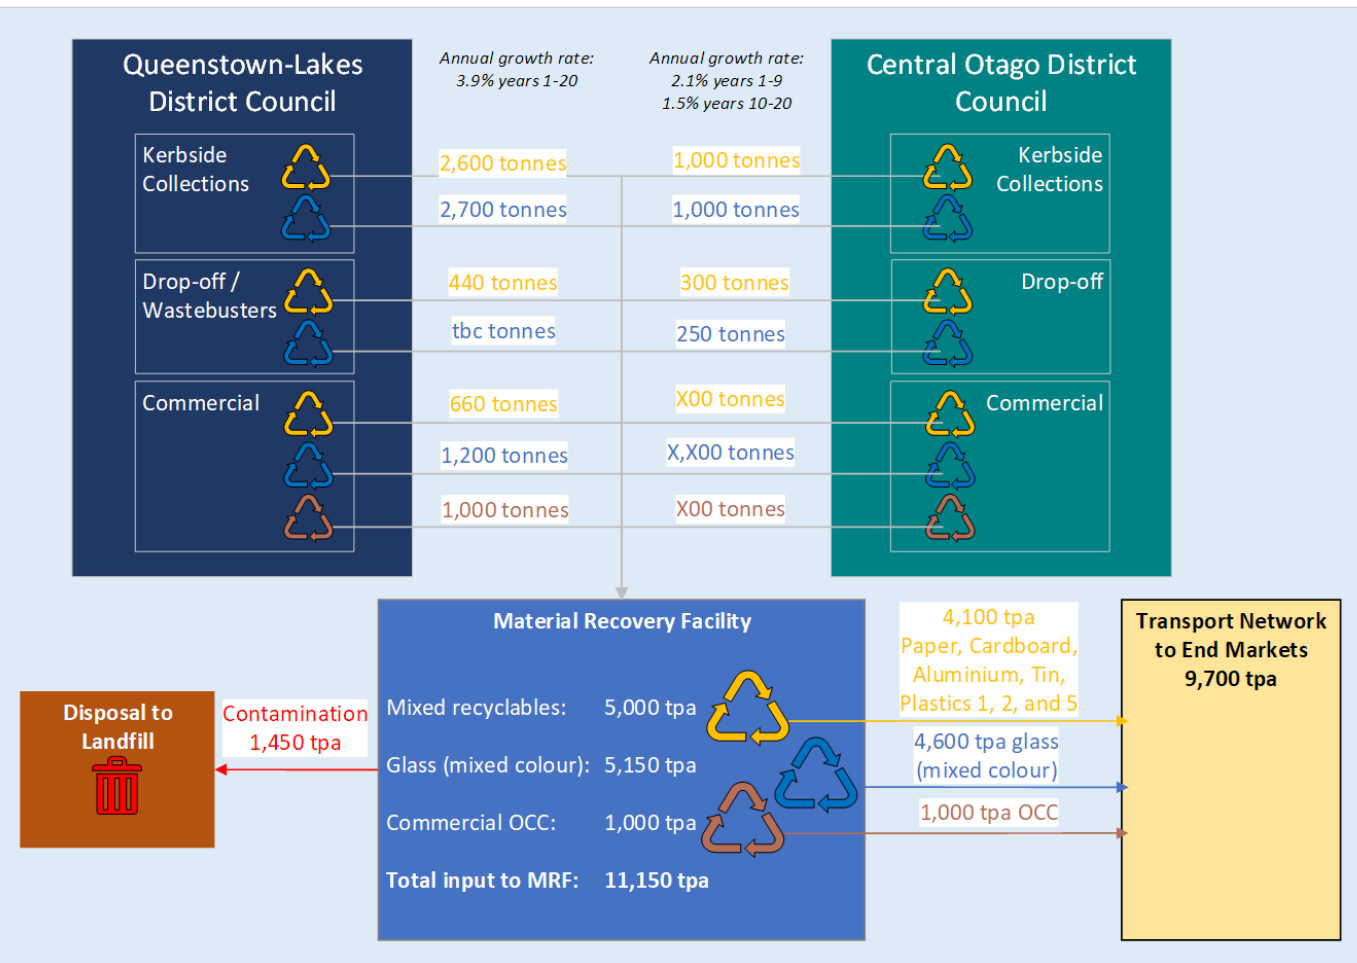 Queenstown-Lakes
District Council
Annual growth rate:
3.9% years 1-20
Annual growth rate:
2.1% years 1-9
1.5% years 10-20
Central Otago District
Council
Kerbside
Collections
2,600 tonnes
1,000 tonnes
Kerbside
Collections
2,700 tonnes
1,000 tonnes
Drop-off /
Wastebusters
440 tonnes
300 tonnes
Drop-off
tbc tonnes
250 tonnes
Commercial
660 tonnes
X00 tonnes
Commercial
1,200 tonnes
X,X00 tonnes
1,000 tonnes
X00 tonnes
Material Recovery Facility
Mixed recyclables: 5,000 tpa
Glass (mixed colour): 5,150 tpa
Commercial OCC: 1,000 tpa
Total input to MRF: 11,150 tpa
Disposal to
Landfill
Contamination
1,450 tpa
4,100 tpa
Paper, Cardboard,
Aluminium, Tin,
Plastics 1, 2, and 5
4,600 tpa glass
(mixed colour)
1,000 tpa OCC
Transport Network
to End Markets
9,700 tpa